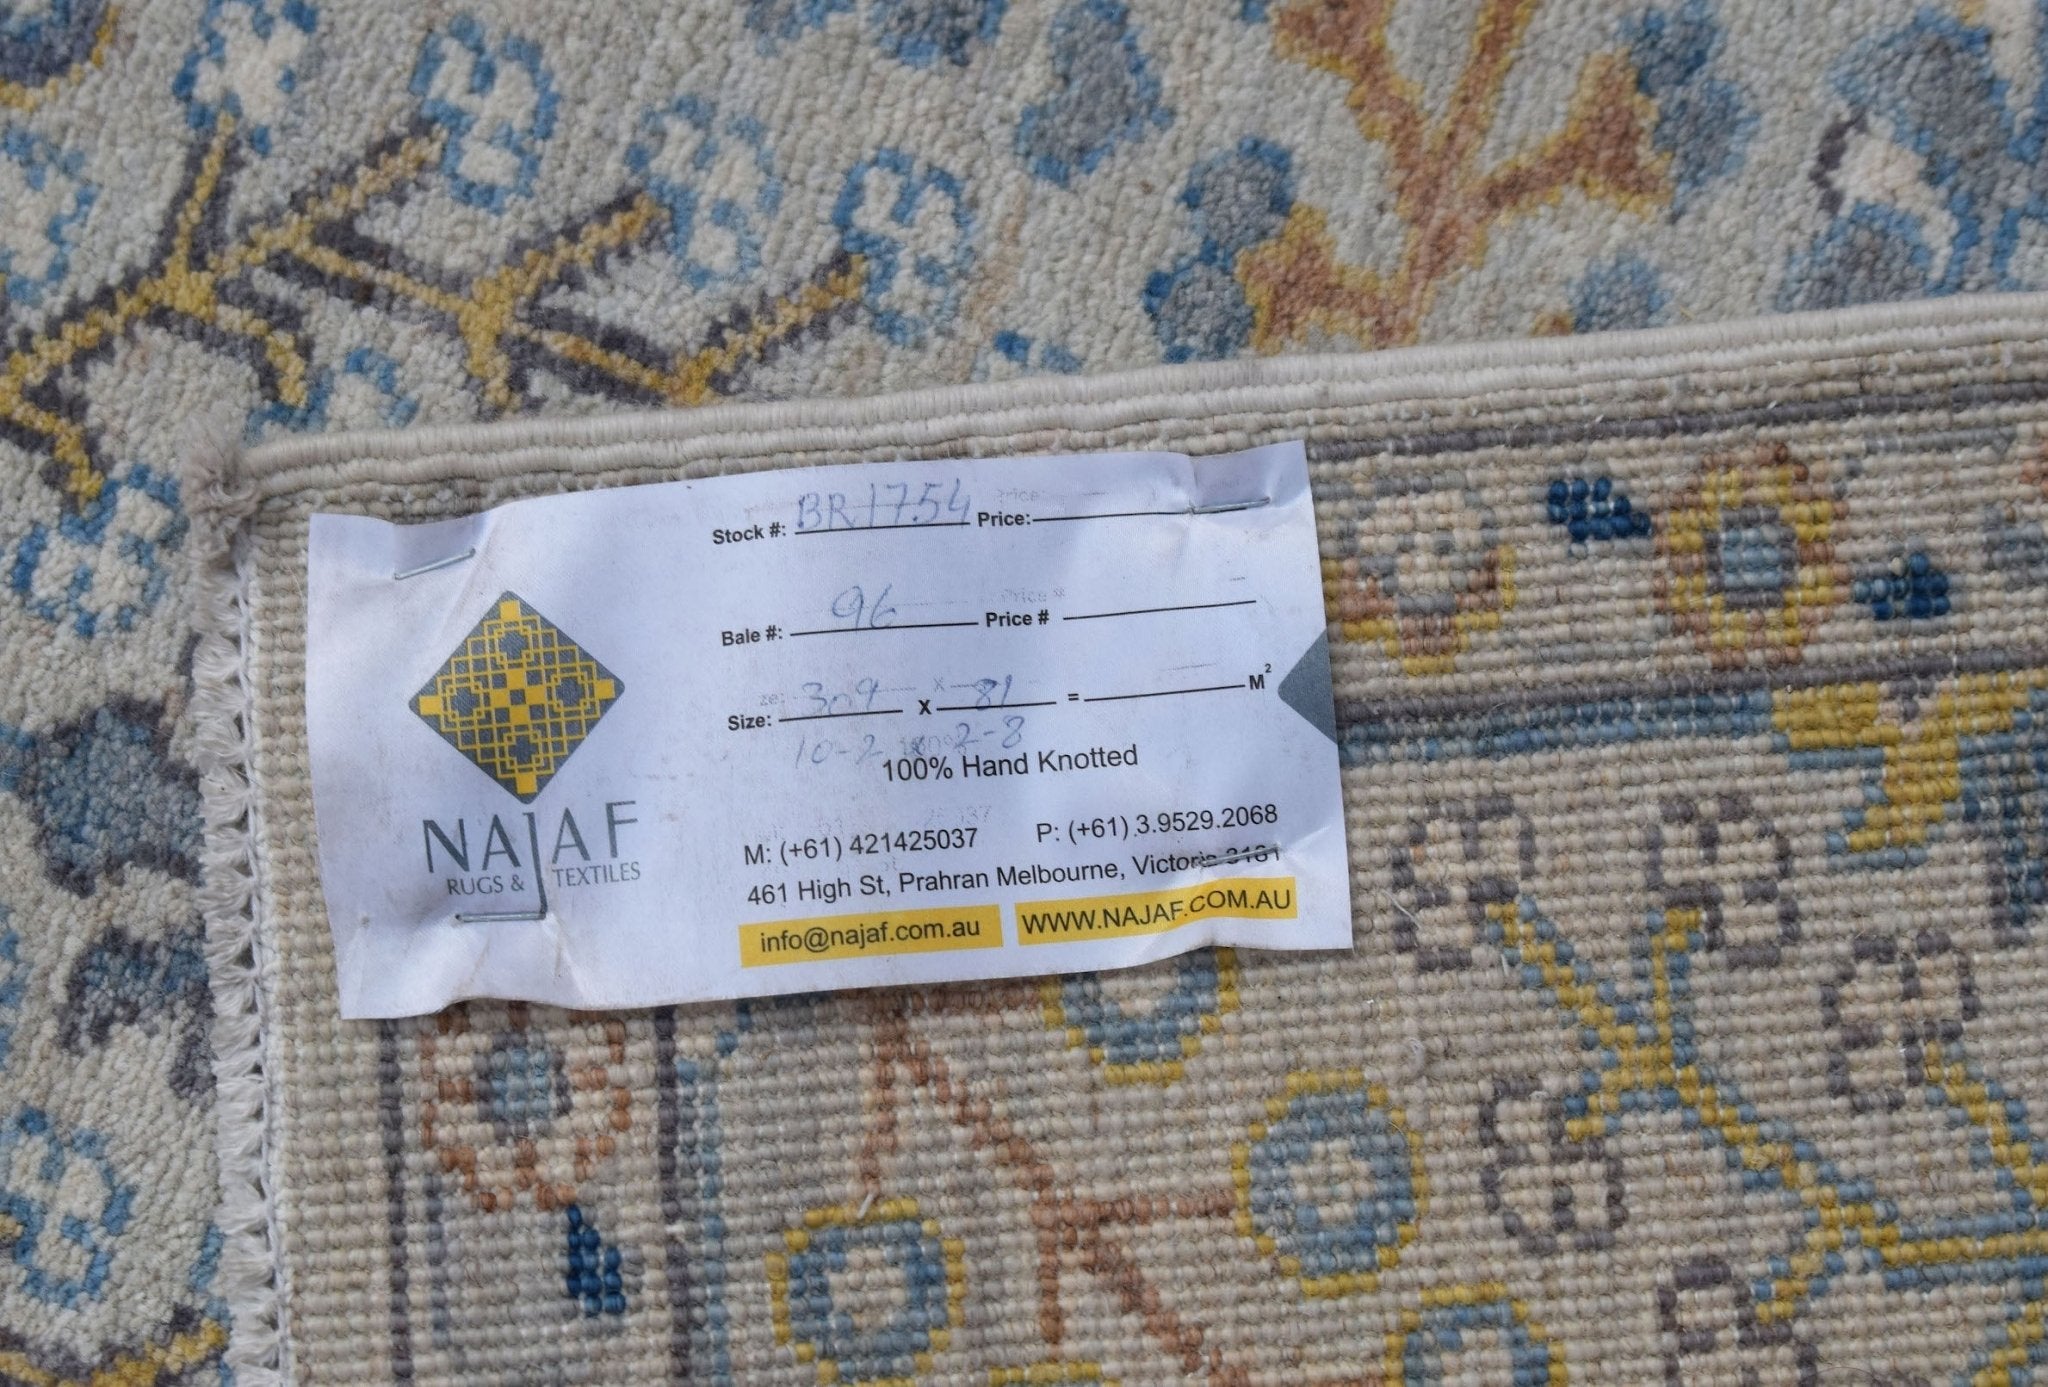 Stock #: BR1754 Price:
Bale #: 96 Price #
Size: 309 X 81 = M²
10-2 x 2-8
100% Hand Knotted
NAJAF
RUGS & TEXTILES
M: (+61) 421425037 P: (+61) 3.9529.2068
461 High St, Prahran Melbourne, Victoria 3181
info@najaf.com.au WWW.NAJAF.COM.AU